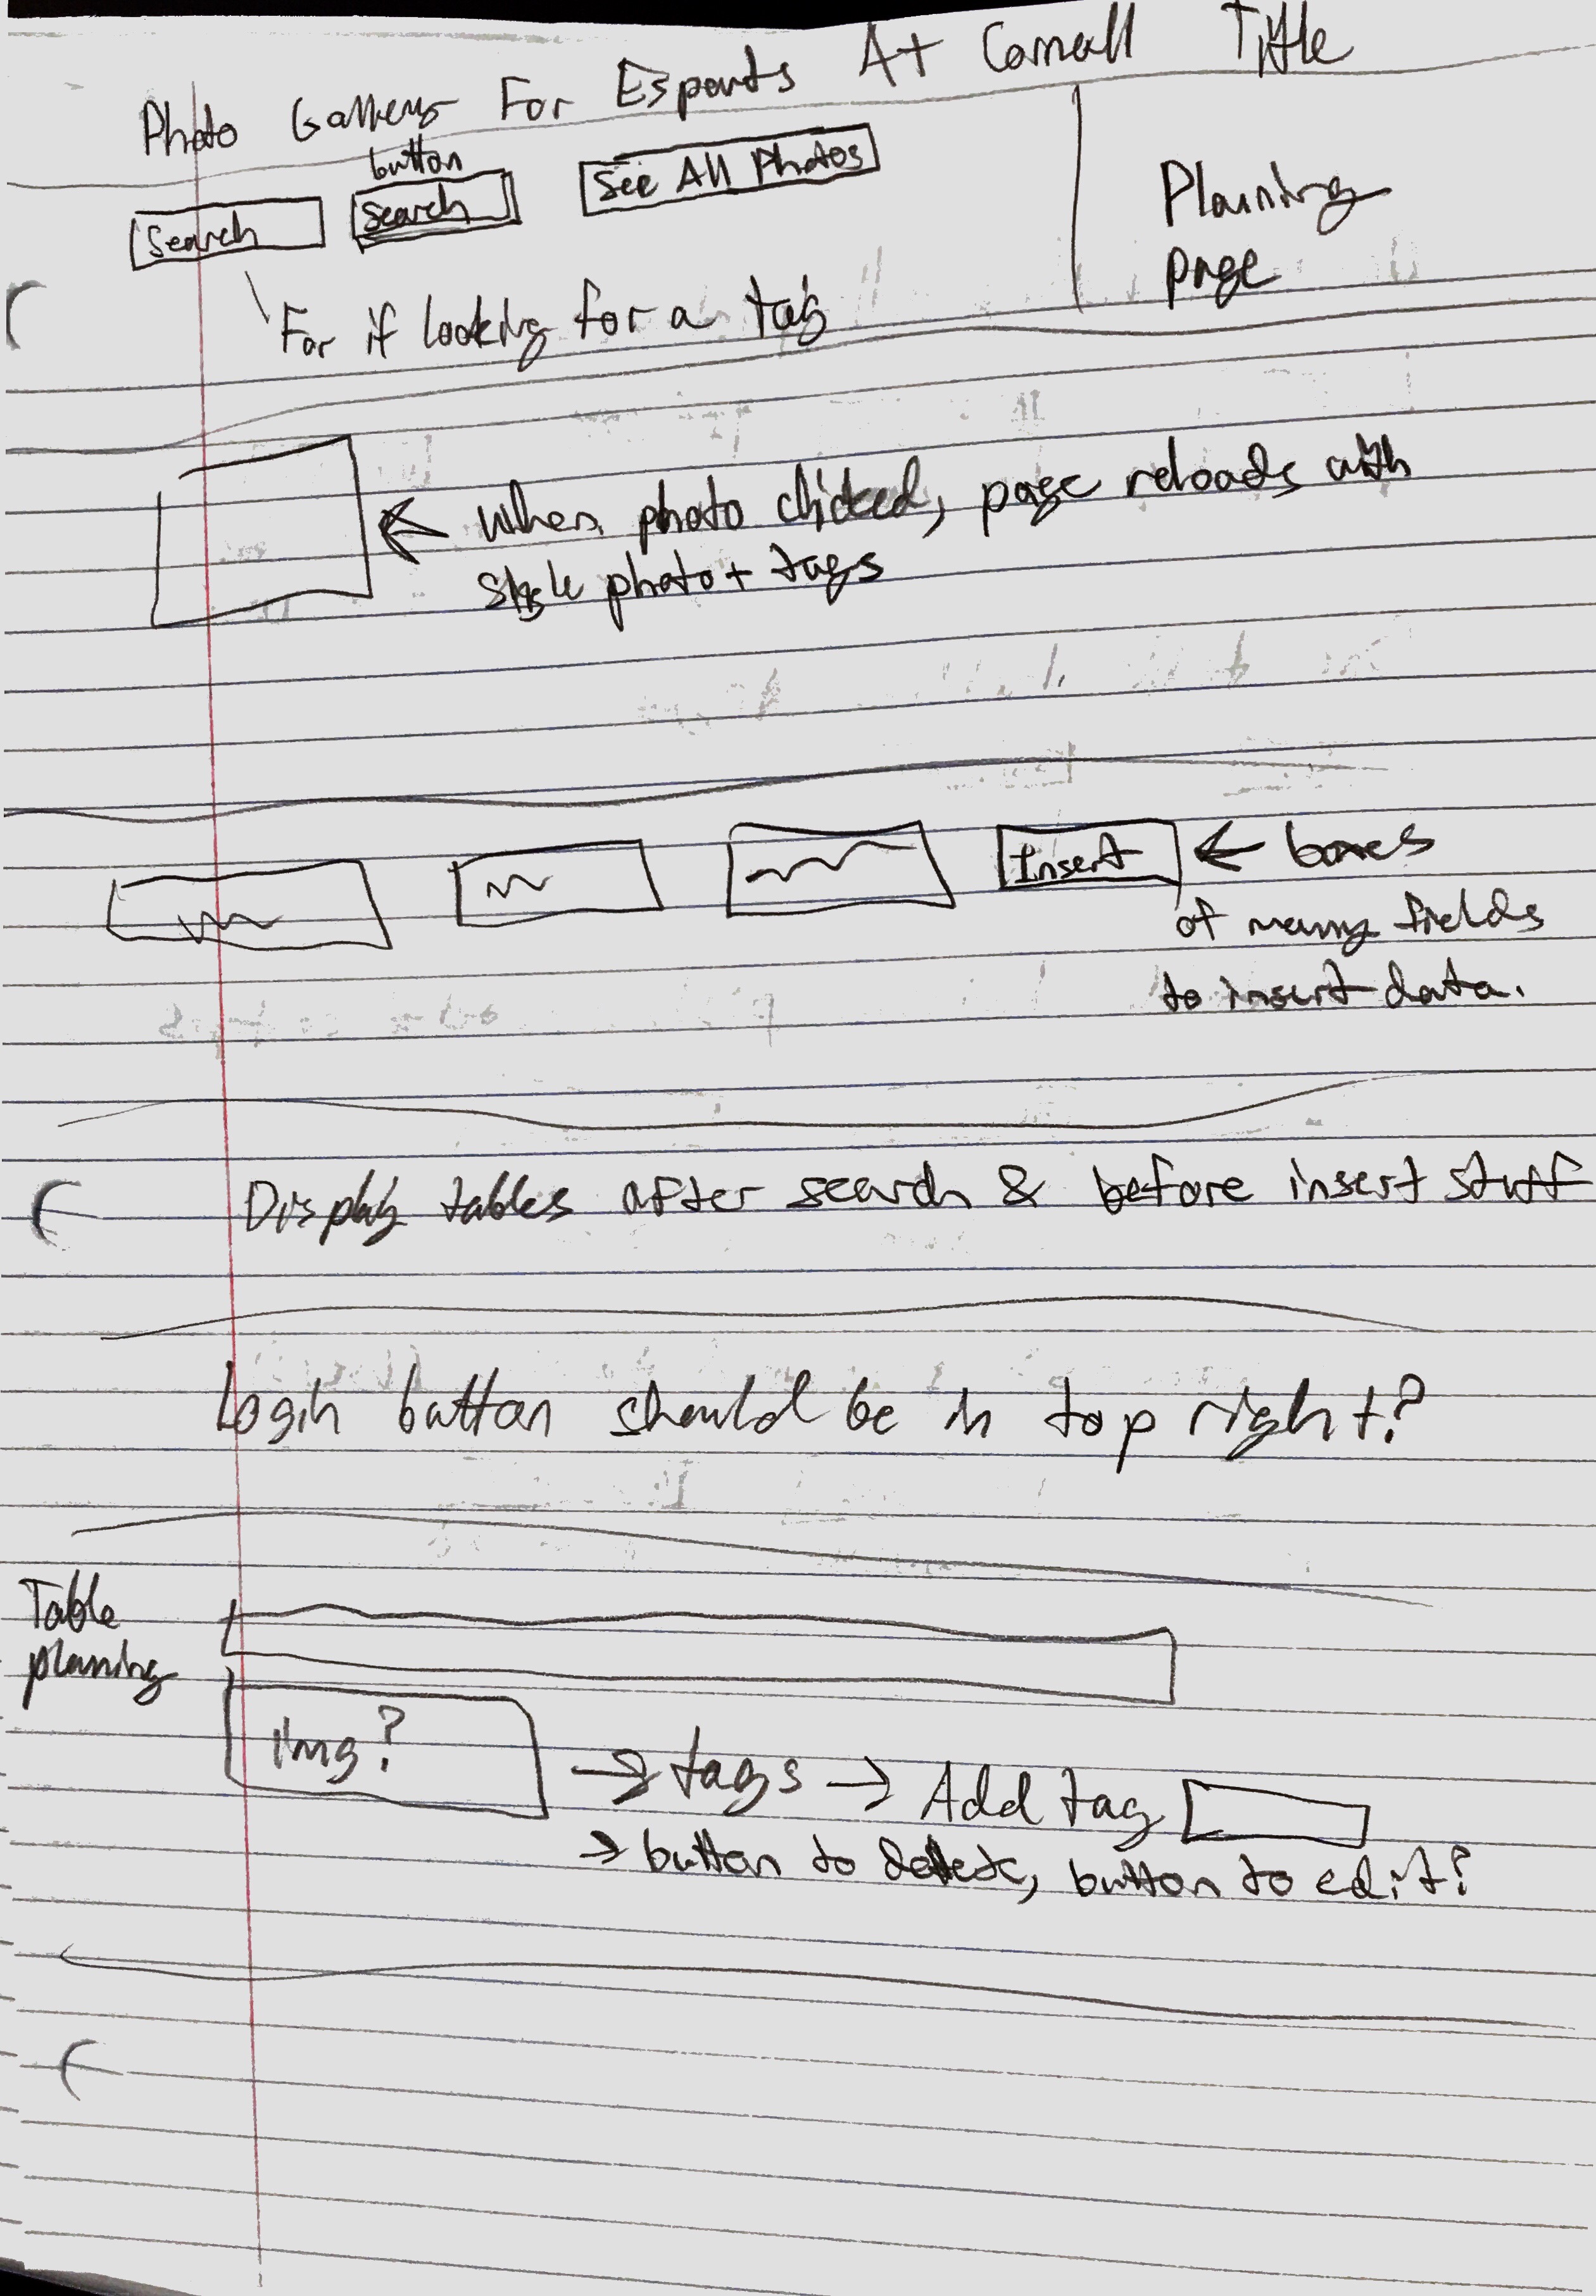 Photo Gallery For Esports At Cornell Title
button
Search
Search
See All Photos
Planning
page
For if looking for a tag
When photo clicked, page reloads with
single photo + tags
Insert
← boxes
of many fields
to insert data.
Display tables after search & before insert stuff
Login button should be in top right?
Table
planing
img?
→ tags → Add tag
→ button to delete, button to edit?